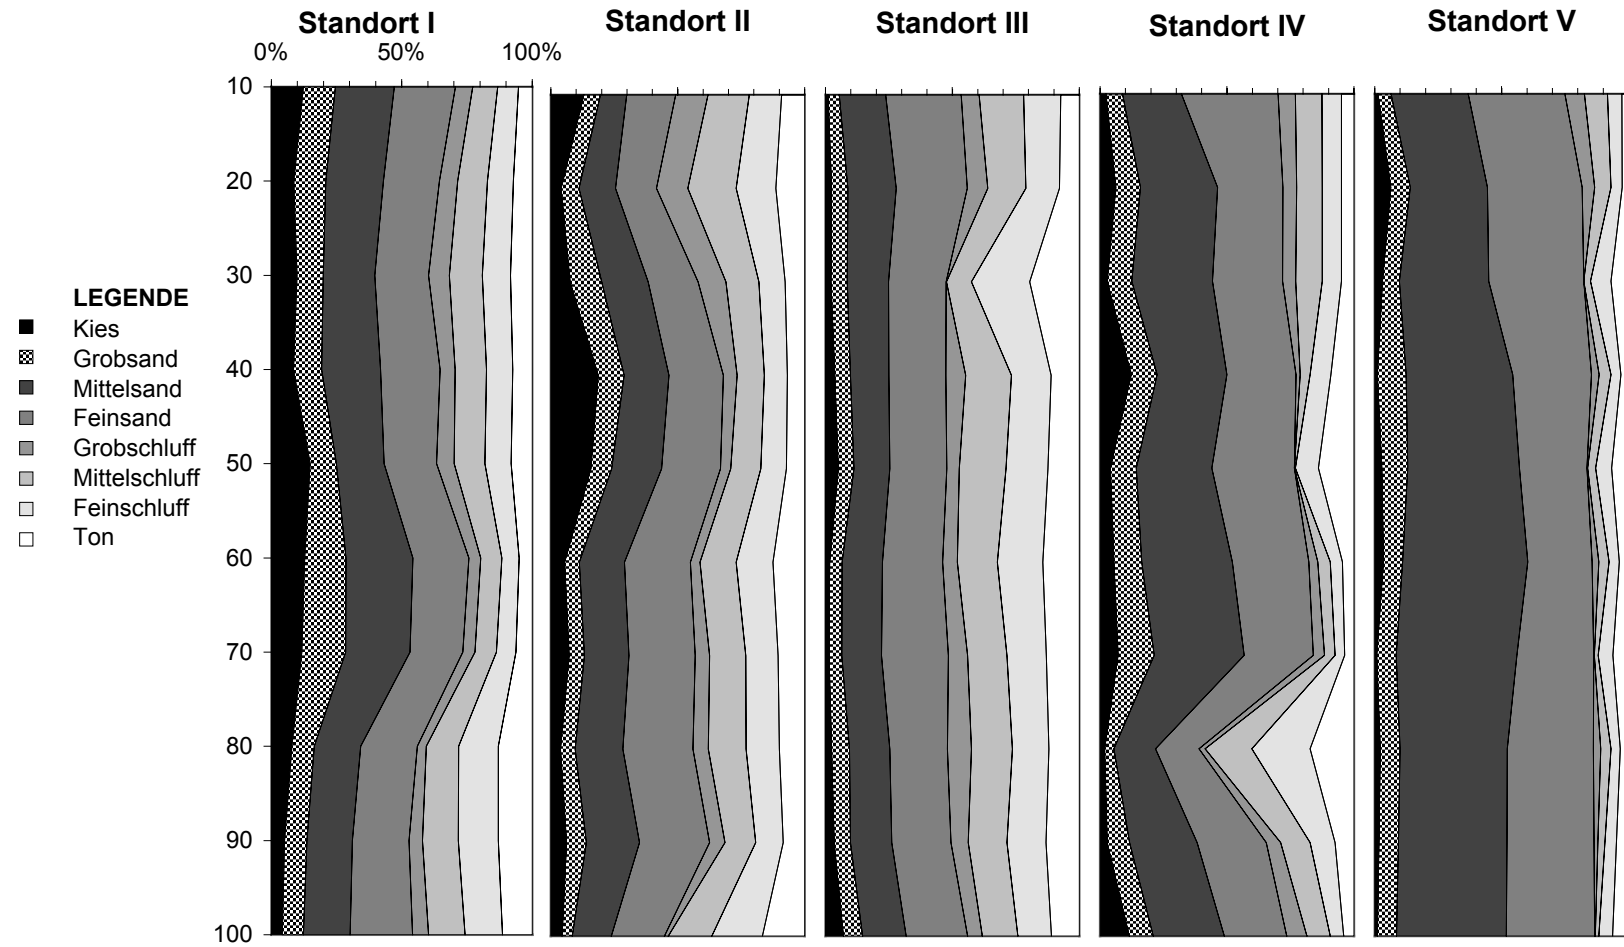 Standort I
Standort II
Standort III
Standort IV
Standort V
0% 50% 100%
10
20
30
40
50
60
70
80
90
100
LEGENDE
Kies
Grobsand
Mittelsand
Feinsand
Grobschluff
Mittelschluff
Feinschluff
Ton